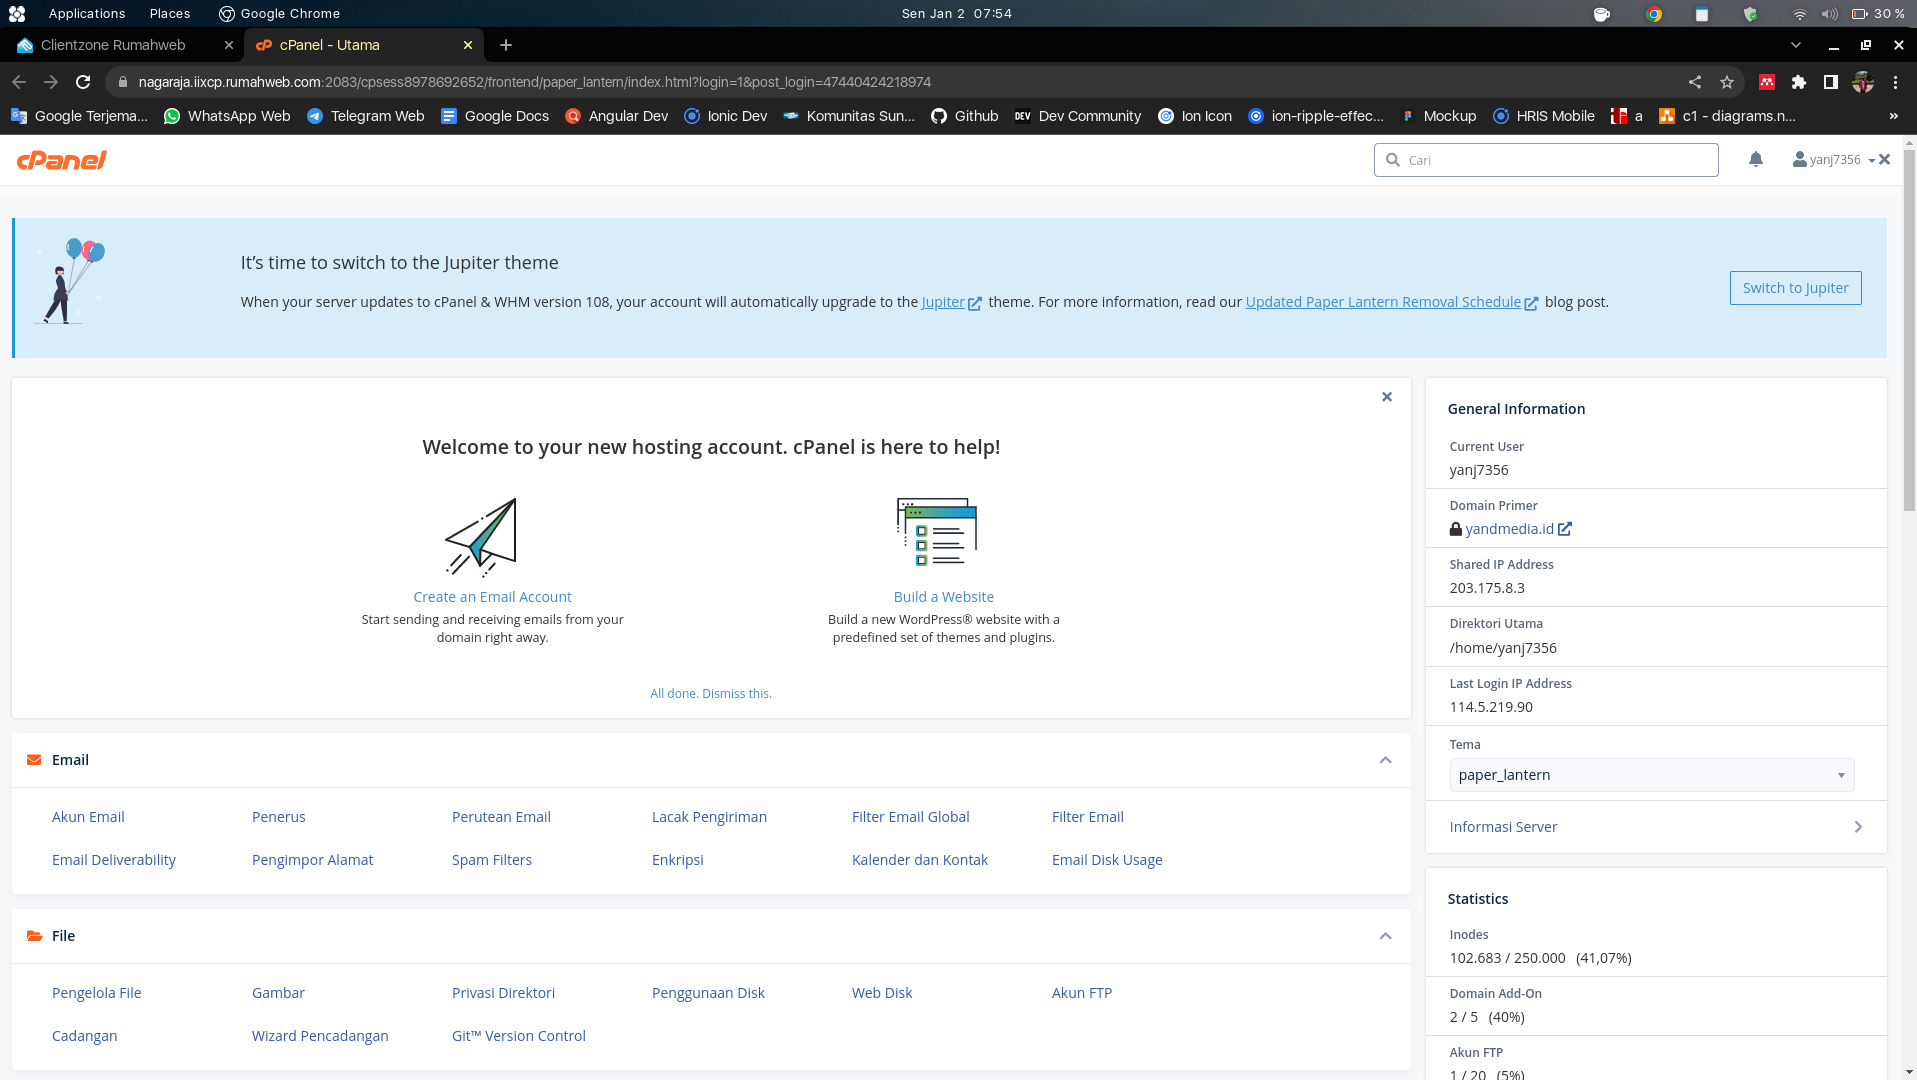 Applications Places Google Chrome Sen Jan 2 07:54 30 %
Clientzone Rumahweb cPanel - Utama
nagaraja.iixcp.rumahweb.com:2083/cpsess8978692652/frontend/paper_lantern/index.html?login=1&post_login=47440424218974
Google Terjema... WhatsApp Web Telegram Web Google Docs Angular Dev Ionic Dev Komunitas Sun... Github DEV Dev Community Ion Icon ion-ripple-effec... Mockup HRIS Mobile a c1 - diagrams.n... »
cPanel Cari yanj7356
It's time to switch to the Jupiter theme
When your server updates to cPanel & WHM version 108, your account will automatically upgrade to the Jupiter theme. For more information, read our Updated Paper Lantern Removal Schedule blog post.
Switch to Jupiter
Welcome to your new hosting account. cPanel is here to help!
Create an Email Account
Start sending and receiving emails from your
domain right away.
Build a Website
Build a new WordPress® website with a
predefined set of themes and plugins.
All done. Dismiss this.
Email
Akun Email Penerus Perutean Email Lacak Pengiriman Filter Email Global Filter Email
Email Deliverability Pengimpor Alamat Spam Filters Enkripsi Kalender dan Kontak Email Disk Usage
File
Pengelola File Gambar Privasi Direktori Penggunaan Disk Web Disk Akun FTP
Cadangan Wizard Pencadangan Git™ Version Control
General Information
Current User
yanj7356
Domain Primer
yandmedia.id
Shared IP Address
203.175.8.3
Direktori Utama
/home/yanj7356
Last Login IP Address
114.5.219.90
Tema
paper_lantern
Informasi Server
Statistics
Inodes
102.683 / 250.000 (41,07%)
Domain Add-On
2 / 5 (40%)
Akun FTP
1 / 20 (5%)